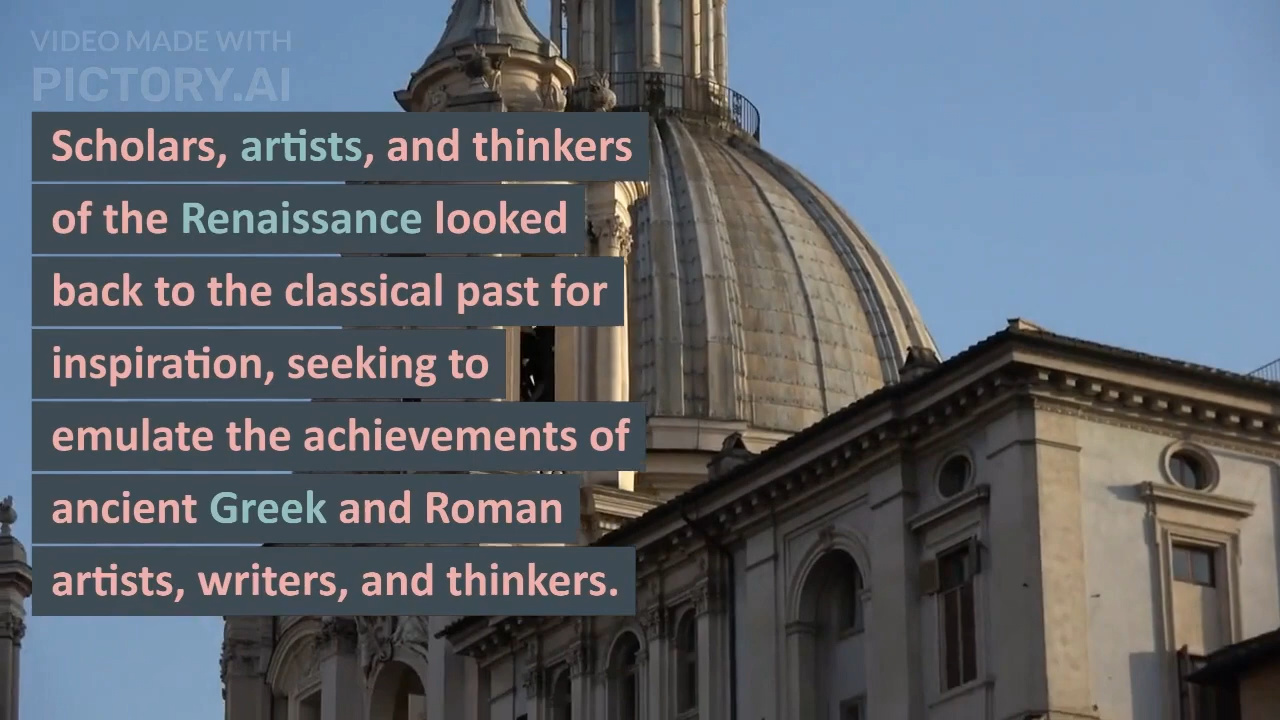 VIDEO MADE WITH
PICTORY.AI
Scholars, artists, and thinkers
of the Renaissance looked
back to the classical past for
inspiration, seeking to
emulate the achievements of
ancient Greek and Roman
artists, writers, and thinkers.